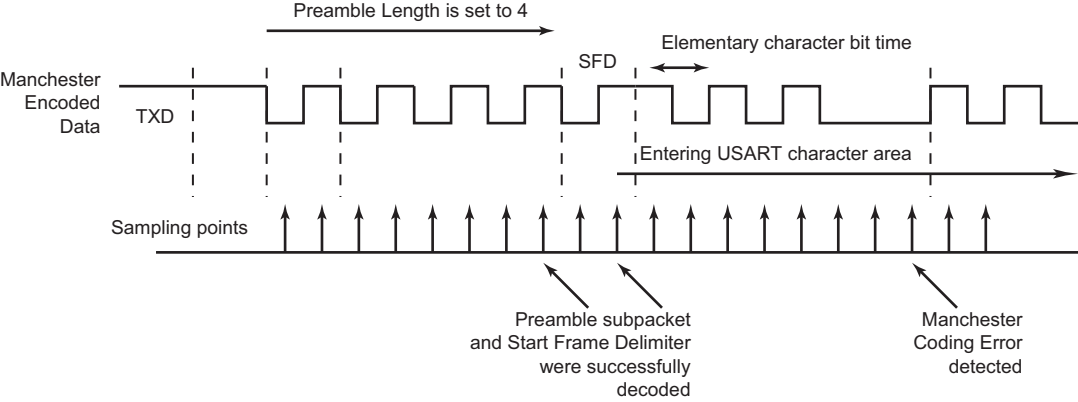 Preamble Length is set to 4
Elementary character bit time
SFD
Manchester
Encoded
Data
TXD
Entering USART character area
Sampling points
Preamble subpacket
and Start Frame Delimiter
were successfully
decoded
Manchester
Coding Error
detected